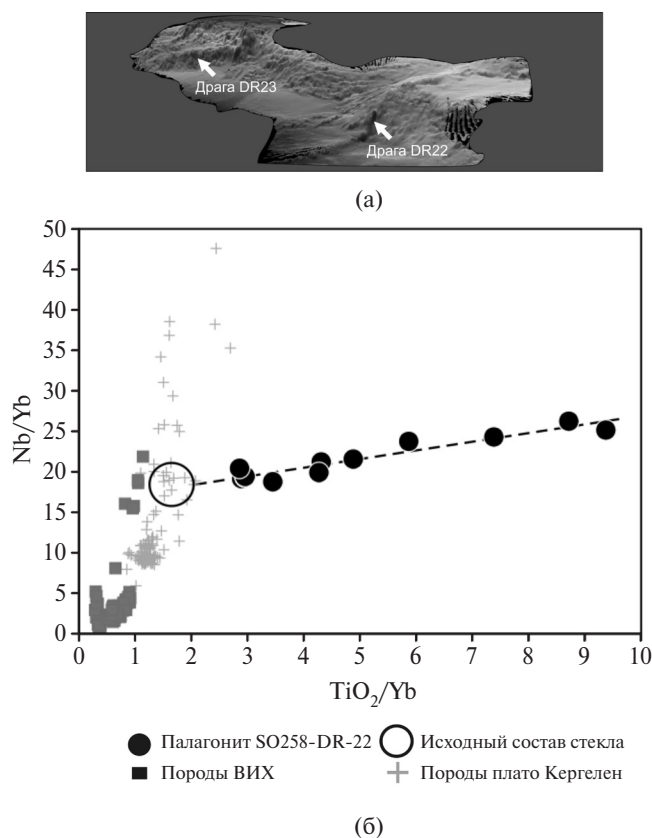 Драга DR23
Драга DR22
(а)
50
45
40
35
30
25
20
15
10
5
0
Nb/Yb
0 1 2 3 4 5 6 7 8 9 10
TiO₂/Yb
Палагонит SO258-DR-22 Исходный состав стекла
Породы ВИХ Породы плато Кергелен
(б)